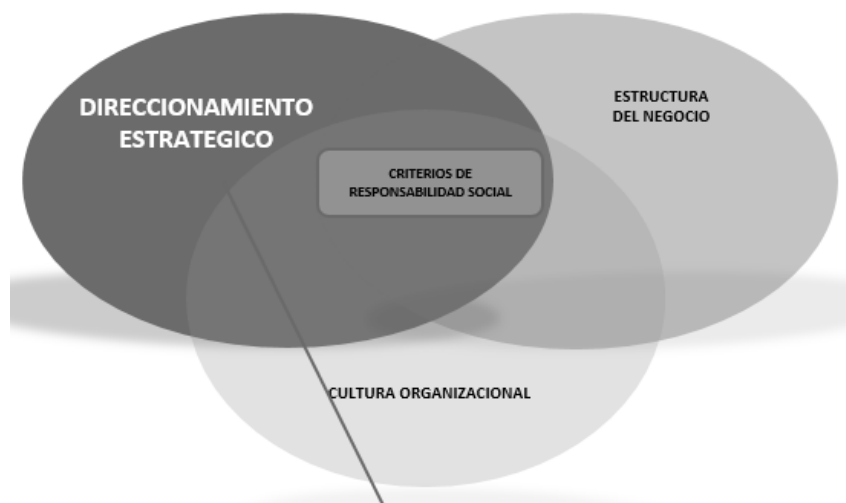 DIRECCIONAMIENTO
ESTRATEGICO
ESTRUCTURA
DEL NEGOCIO
CRITERIOS DE
RESPONSABILIDAD SOCIAL
CULTURA ORGANIZACIONAL